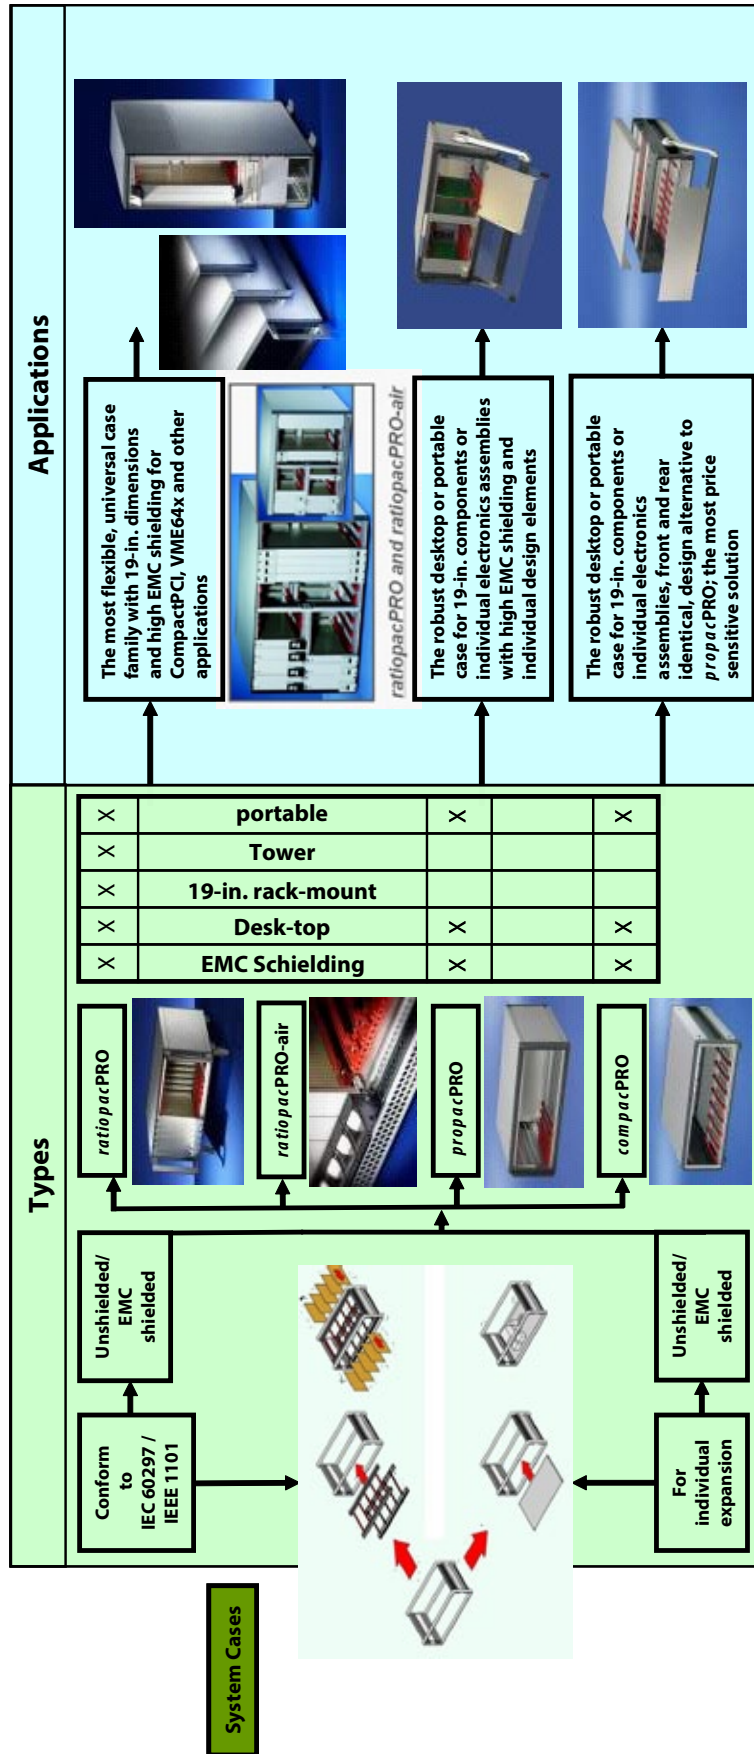 System Cases
Types
Applications
Conform
to
IEC 60297 /
IEEE 1101
Unshielded/
EMC
shielded
For
individual
expansion
Unshielded/
EMC
shielded
ratiopacPRO
ratiopacPRO-air
propacPRO
compacPRO
X X X X X
EMC Schielding
Desk-top
19-in. rack-mount
Tower
portable
X X X
X X X
The most flexible, universal case
family with 19-in. dimensions
and high EMC shielding for
CompactPCI, VME64x and other
applications
ratiopacPRO and ratiopacPRO-air
The robust desktop or portable
case for 19-in. components or
individual electronics assemblies
with high EMC shielding and
individual design elements
The robust desktop or portable
case for 19-in. components or
individual electronics
assemblies, front and rear
identical, design alternative to
propacPRO; the most price
sensitive solution